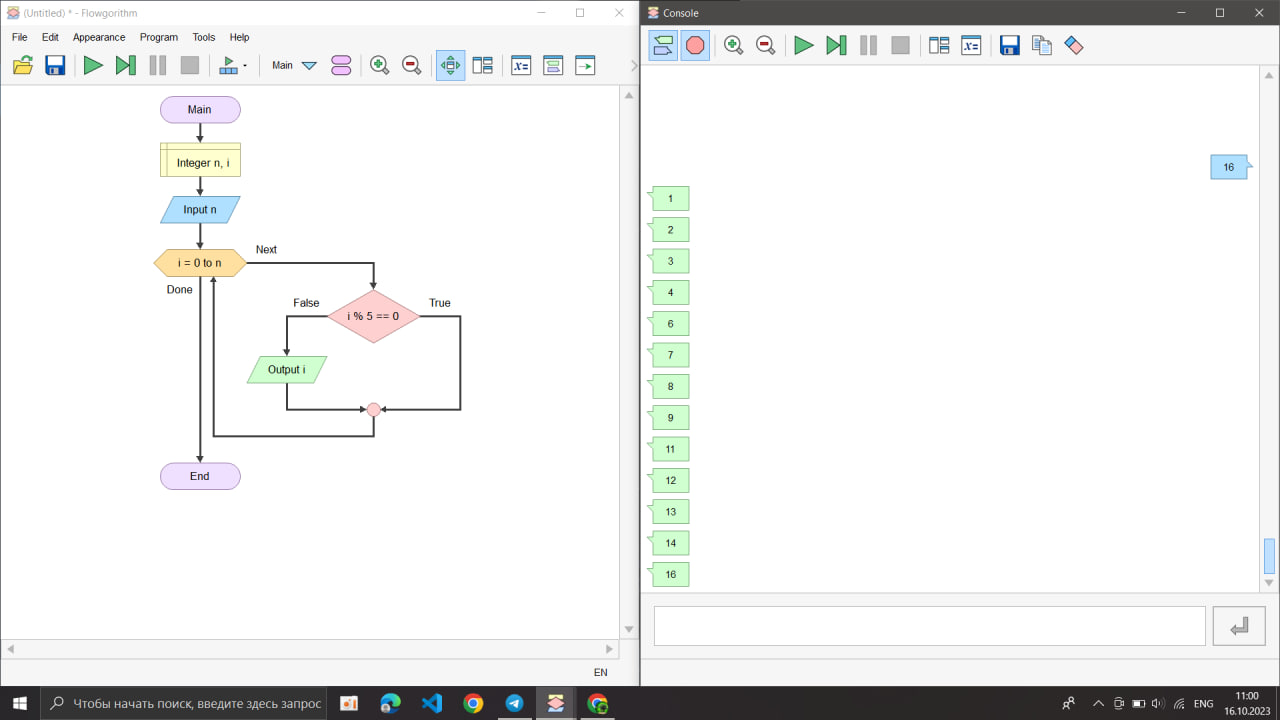 (Untitled) * - Flowgorithm
File Edit Appearance Program Tools Help
Main
Main
Integer n, i
Input n
i = 0 to n
Next
Done
False
True
i % 5 == 0
Output i
End
EN
Console
x=
x=
16
1
2
3
4
6
7
8
9
11
12
13
14
16
Чтобы начать поиск, введите здесь запрос
ENG
11:00
16.10.2023